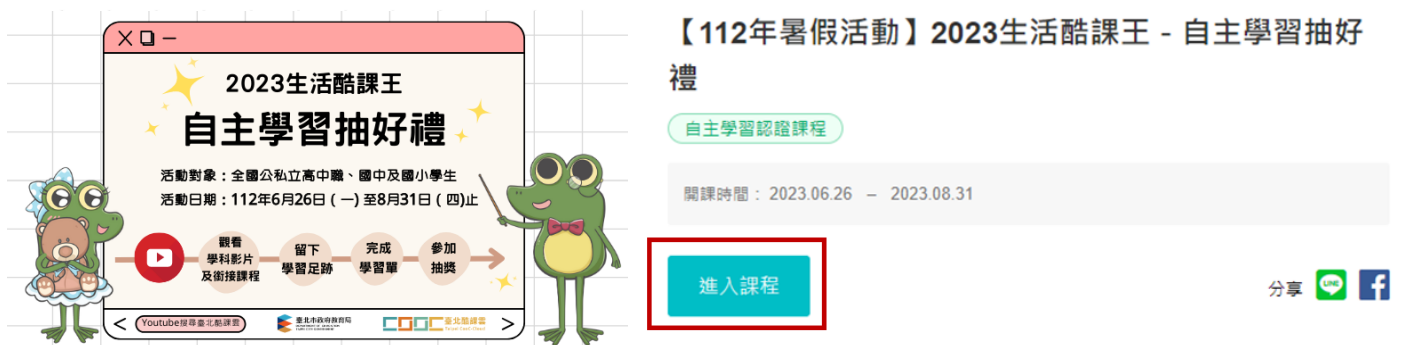 2023生活酷課王
自主學習抽好禮
活動對象：全國公私立高中職、國中及國小學生
活動日期：112年6月26日 ( 一) 至8月31日 ( 四)止
觀看
學科影片
及銜接課程
留下
學習足跡
完成
學習單
參加
抽獎
< Youtube搜尋臺北酷課雲
臺北市政府教育局
COOC 臺北酷課雲 >
【112年暑假活動】2023生活酷課王 - 自主學習抽好
禮
自主學習認證課程
開課時間： 2023.06.26 – 2023.08.31
進入課程
分享 LINE f